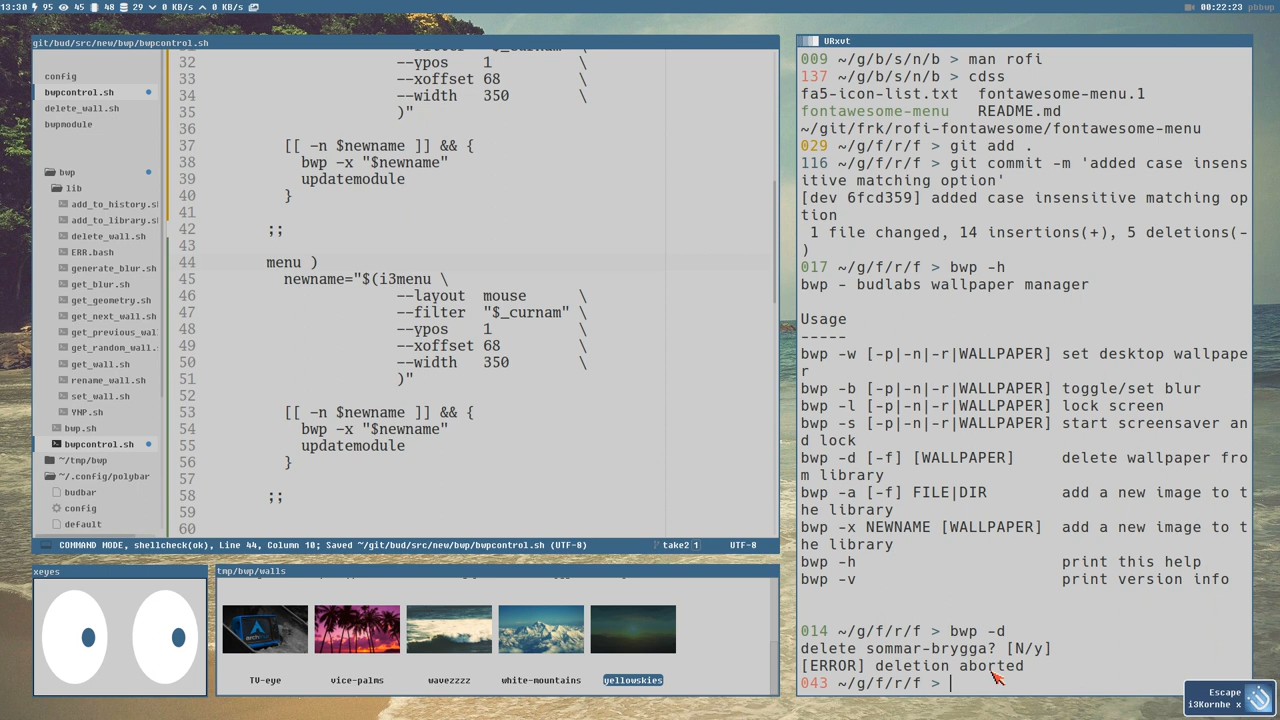 13:30 95 45 48 29 0 KB/s 0 KB/s
00:22:23 pbbwp
git/bud/src/new/bwp/bwpcontrol.sh
config
bwpcontrol.sh
delete_wall.sh
bwpmodule
bwp
lib
add_to_history.s
add_to_library.s
delete_wall.sh
ERR.bash
generate_blur.sh
get_blur.sh
get_geometry.sh
get_next_wall.sh
get_previous_wal
get_random_wall.
get_wall.sh
rename_wall.sh
set_wall.sh
YMP.sh
bwp.sh
bwpcontrol.sh
~/tmp/bwp
~/.config/polybar
budbar
config
default
31 --filter "$_curnam" \
32 --ypos 1 \
33 --xoffset 68 \
34 --width 350 \
35 )"
36
37 [[ -n $newname ]] && {
38 bwp -x "$newname"
39 updatemodule
40 }
41
42 ;;
43
44 menu )
45 newname="$(i3menu \
46 --layout mouse \
47 --filter "$_curnam" \
48 --ypos 1 \
49 --xoffset 68 \
50 --width 350 \
51 )"
52
53 [[ -n $newname ]] && {
54 bwp -x "$newname"
55 updatemodule
56 }
57
58 ;;
59
60
COMMAND MODE, shellcheck(ok), Line 44, Column 10; Saved ~/git/bud/src/new/bwp/bwpcontrol.sh (UTF-8) take2 1 UTF-8
xeyes
tmp/bwp/walls
TV-eye vice-palms wavezzzz white-mountains yellowskies
URxvt
009 ~/g/b/s/n/b > man rofi
137 ~/g/b/s/n/b > cdss
fa5-icon-list.txt fontawesome-menu.1
fontawesome-menu README.md
~/git/frk/rofi-fontawesome/fontawesome-menu
029 ~/g/f/r/f > git add .
116 ~/g/f/r/f > git commit -m 'added case insens
itive matching option'
[dev 6fcd359] added case insensitive matching op
tion
1 file changed, 14 insertions(+), 5 deletions(-
)
017 ~/g/f/r/f > bwp -h
bwp - budlabs wallpaper manager
Usage
-----
bwp -w [-p|-n|-r|WALLPAPER] set desktop wallpape
r
bwp -b [-p|-n|-r|WALLPAPER] toggle/set blur
bwp -l [-p|-n|-r|WALLPAPER] lock screen
bwp -s [-p|-n|-r|WALLPAPER] start screensaver an
d lock
bwp -d [-f] [WALLPAPER] delete wallpaper fro
m library
bwp -a [-f] FILE|DIR add a new image to t
he library
bwp -x NEWNAME [WALLPAPER] add a new image to t
he library
bwp -h print this help
bwp -v print version info
014 ~/g/f/r/f > bwp -d
delete sommar-brygga? [N/y]
[ERROR] deletion aborted
043 ~/g/f/r/f >
Escape
i3Kornhe x